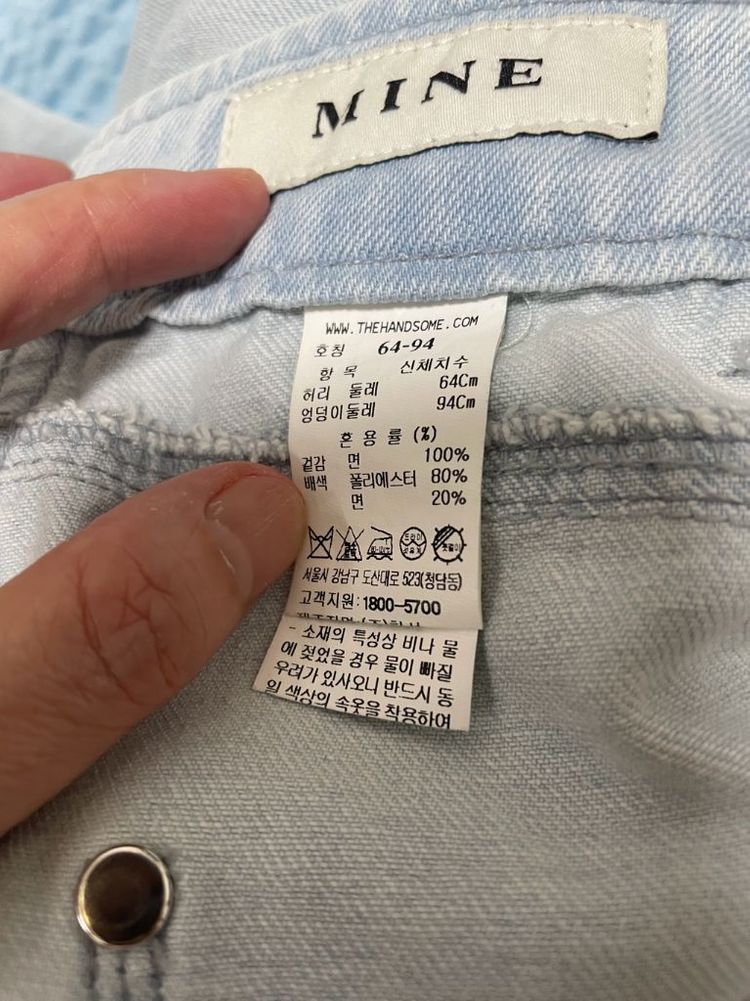 MINE
WWW.THEHANDSOME.COM
호칭 64-94
항 목 신체치수
허리 둘레 64Cm
엉덩이둘레 94Cm
혼 용 률 (%)
겉감 면 100%
배색 폴리에스터 80%
면 20%
서울시 강남구 도산대로 523(청담동)
고객지원:1800-5700
- 소재의 특성상 비나 물
에 젖었을 경우 물이 빠질
우려가 있사오니 반드시 동
일 색상의 속옷을 착용하여